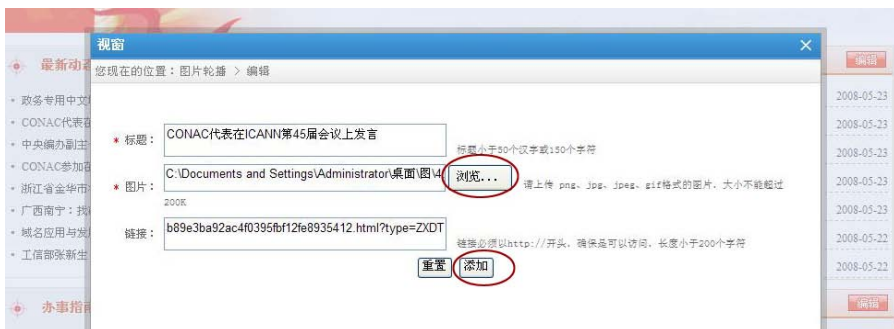 视窗
您现在的位置：图片轮播 > 编辑
最新动态
编辑
政务专用中文
2008-05-23
CONAC代表在
2008-05-23
中央编办副主
2008-05-23
CONAC参加在
2008-05-23
浙江省金华市
2008-05-23
广西南宁：找
2008-05-22
域名应用与发
2008-05-22
工信部张新生
* 标题：
CONAC代表在ICANN第45届会议上发言
标题小于50个汉字或150个字符
* 图片：
C:\Documents and Settings\Administrator\桌面\图\4
浏览...
请上传 png、jpg、jpeg、gif格式的图片、大小不能超过
200K
链接：
b89e3ba92ac4f0395fbf12fe8935412.html?type=ZXDT
链接必须以http://开头、确保是可以访问、长度小于200个字符
重置
添加
办事指南
编辑